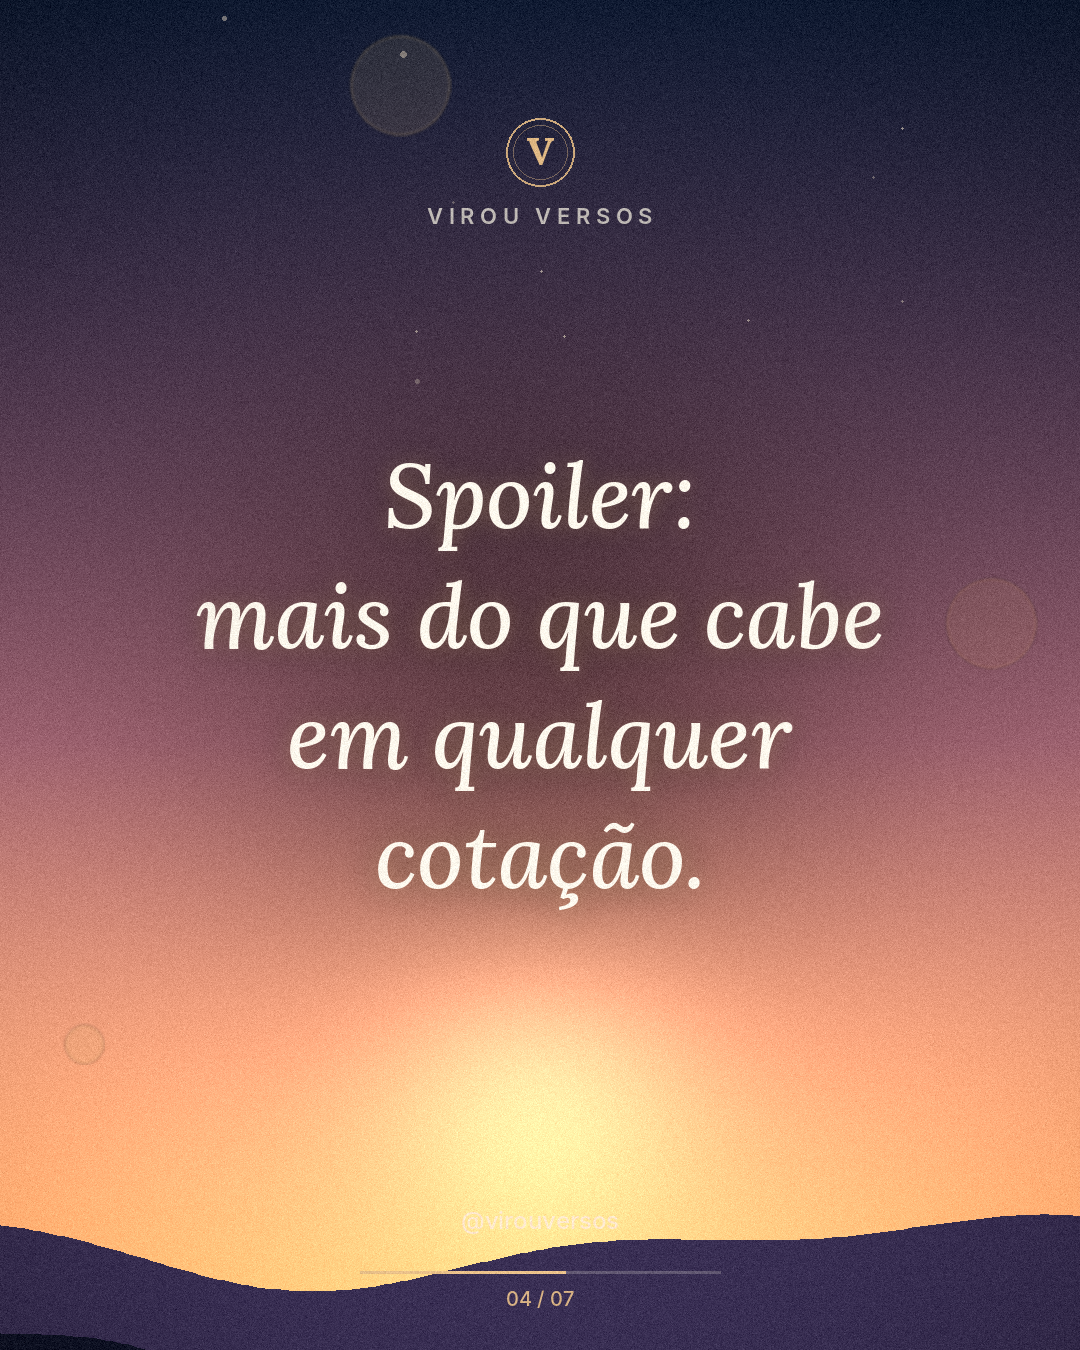 V
VIROU VERSOS
Spoiler:
mais do que cabe
em qualquer
cotação.
@virouversos
04 / 07